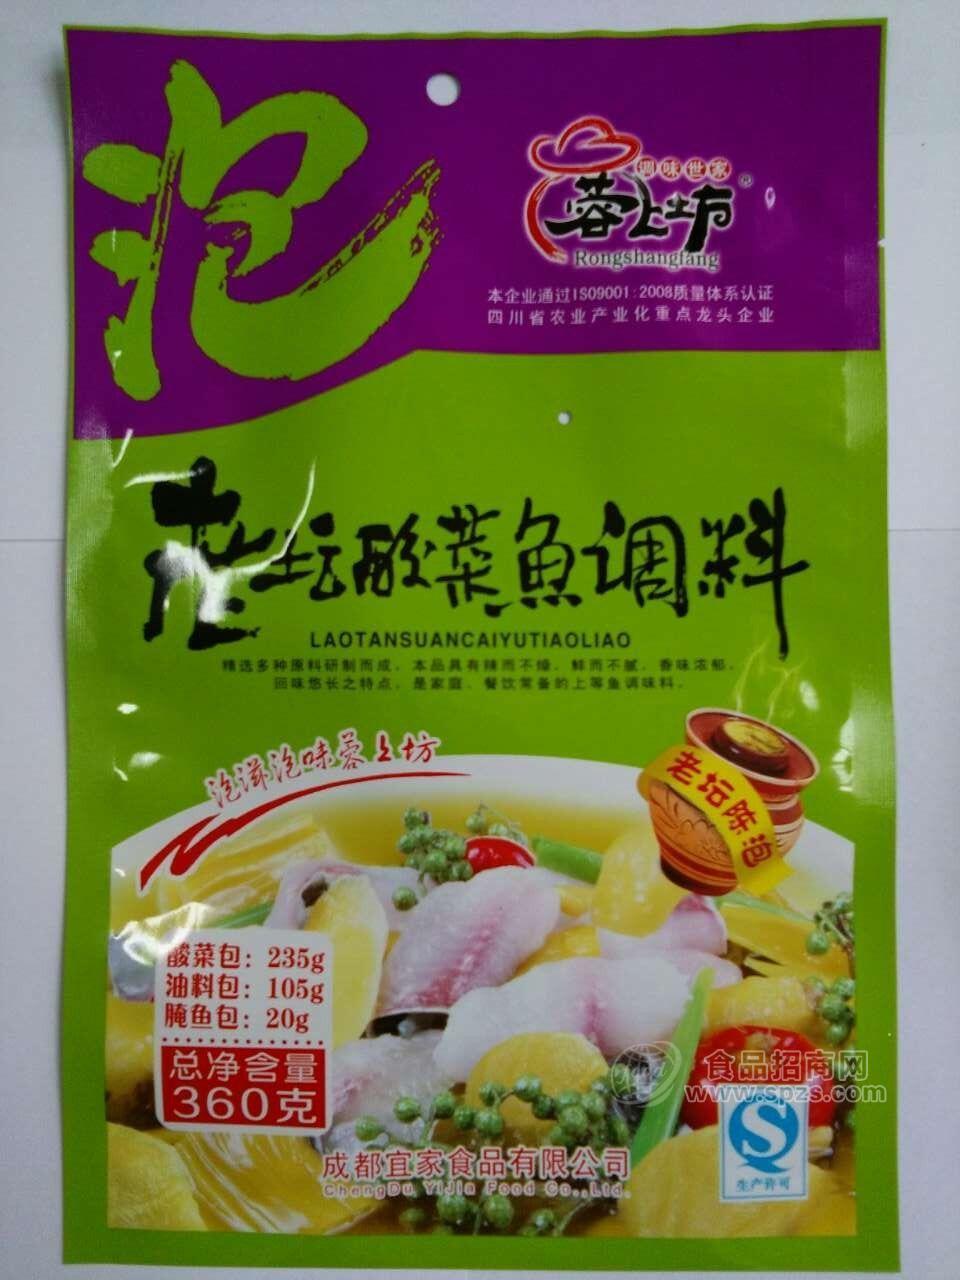 泡
调味世家
蓉上坊®
Rongshangfang
本企业通过ISO9001:2008质量体系认证
四川省农业产业化重点龙头企业
老坛酸菜鱼调料
LAOTANSUANCAIYUTIAOLIAO
精选多种原料研制而成，本品具有辣而不燥，鲜而不腻，香味浓郁，
回味悠长之特点，是家庭、餐饮常备的上等鱼调味料。
泡滋泡味蓉上坊
老坛陈泡
酸菜包：235g
油料包：105g
腌鱼包：20g
总净含量
360克
食品招商网
www.spzs.com
成都宜家食品有限公司
ChengDu YiJia Food Co.,Ltd.
生产许可